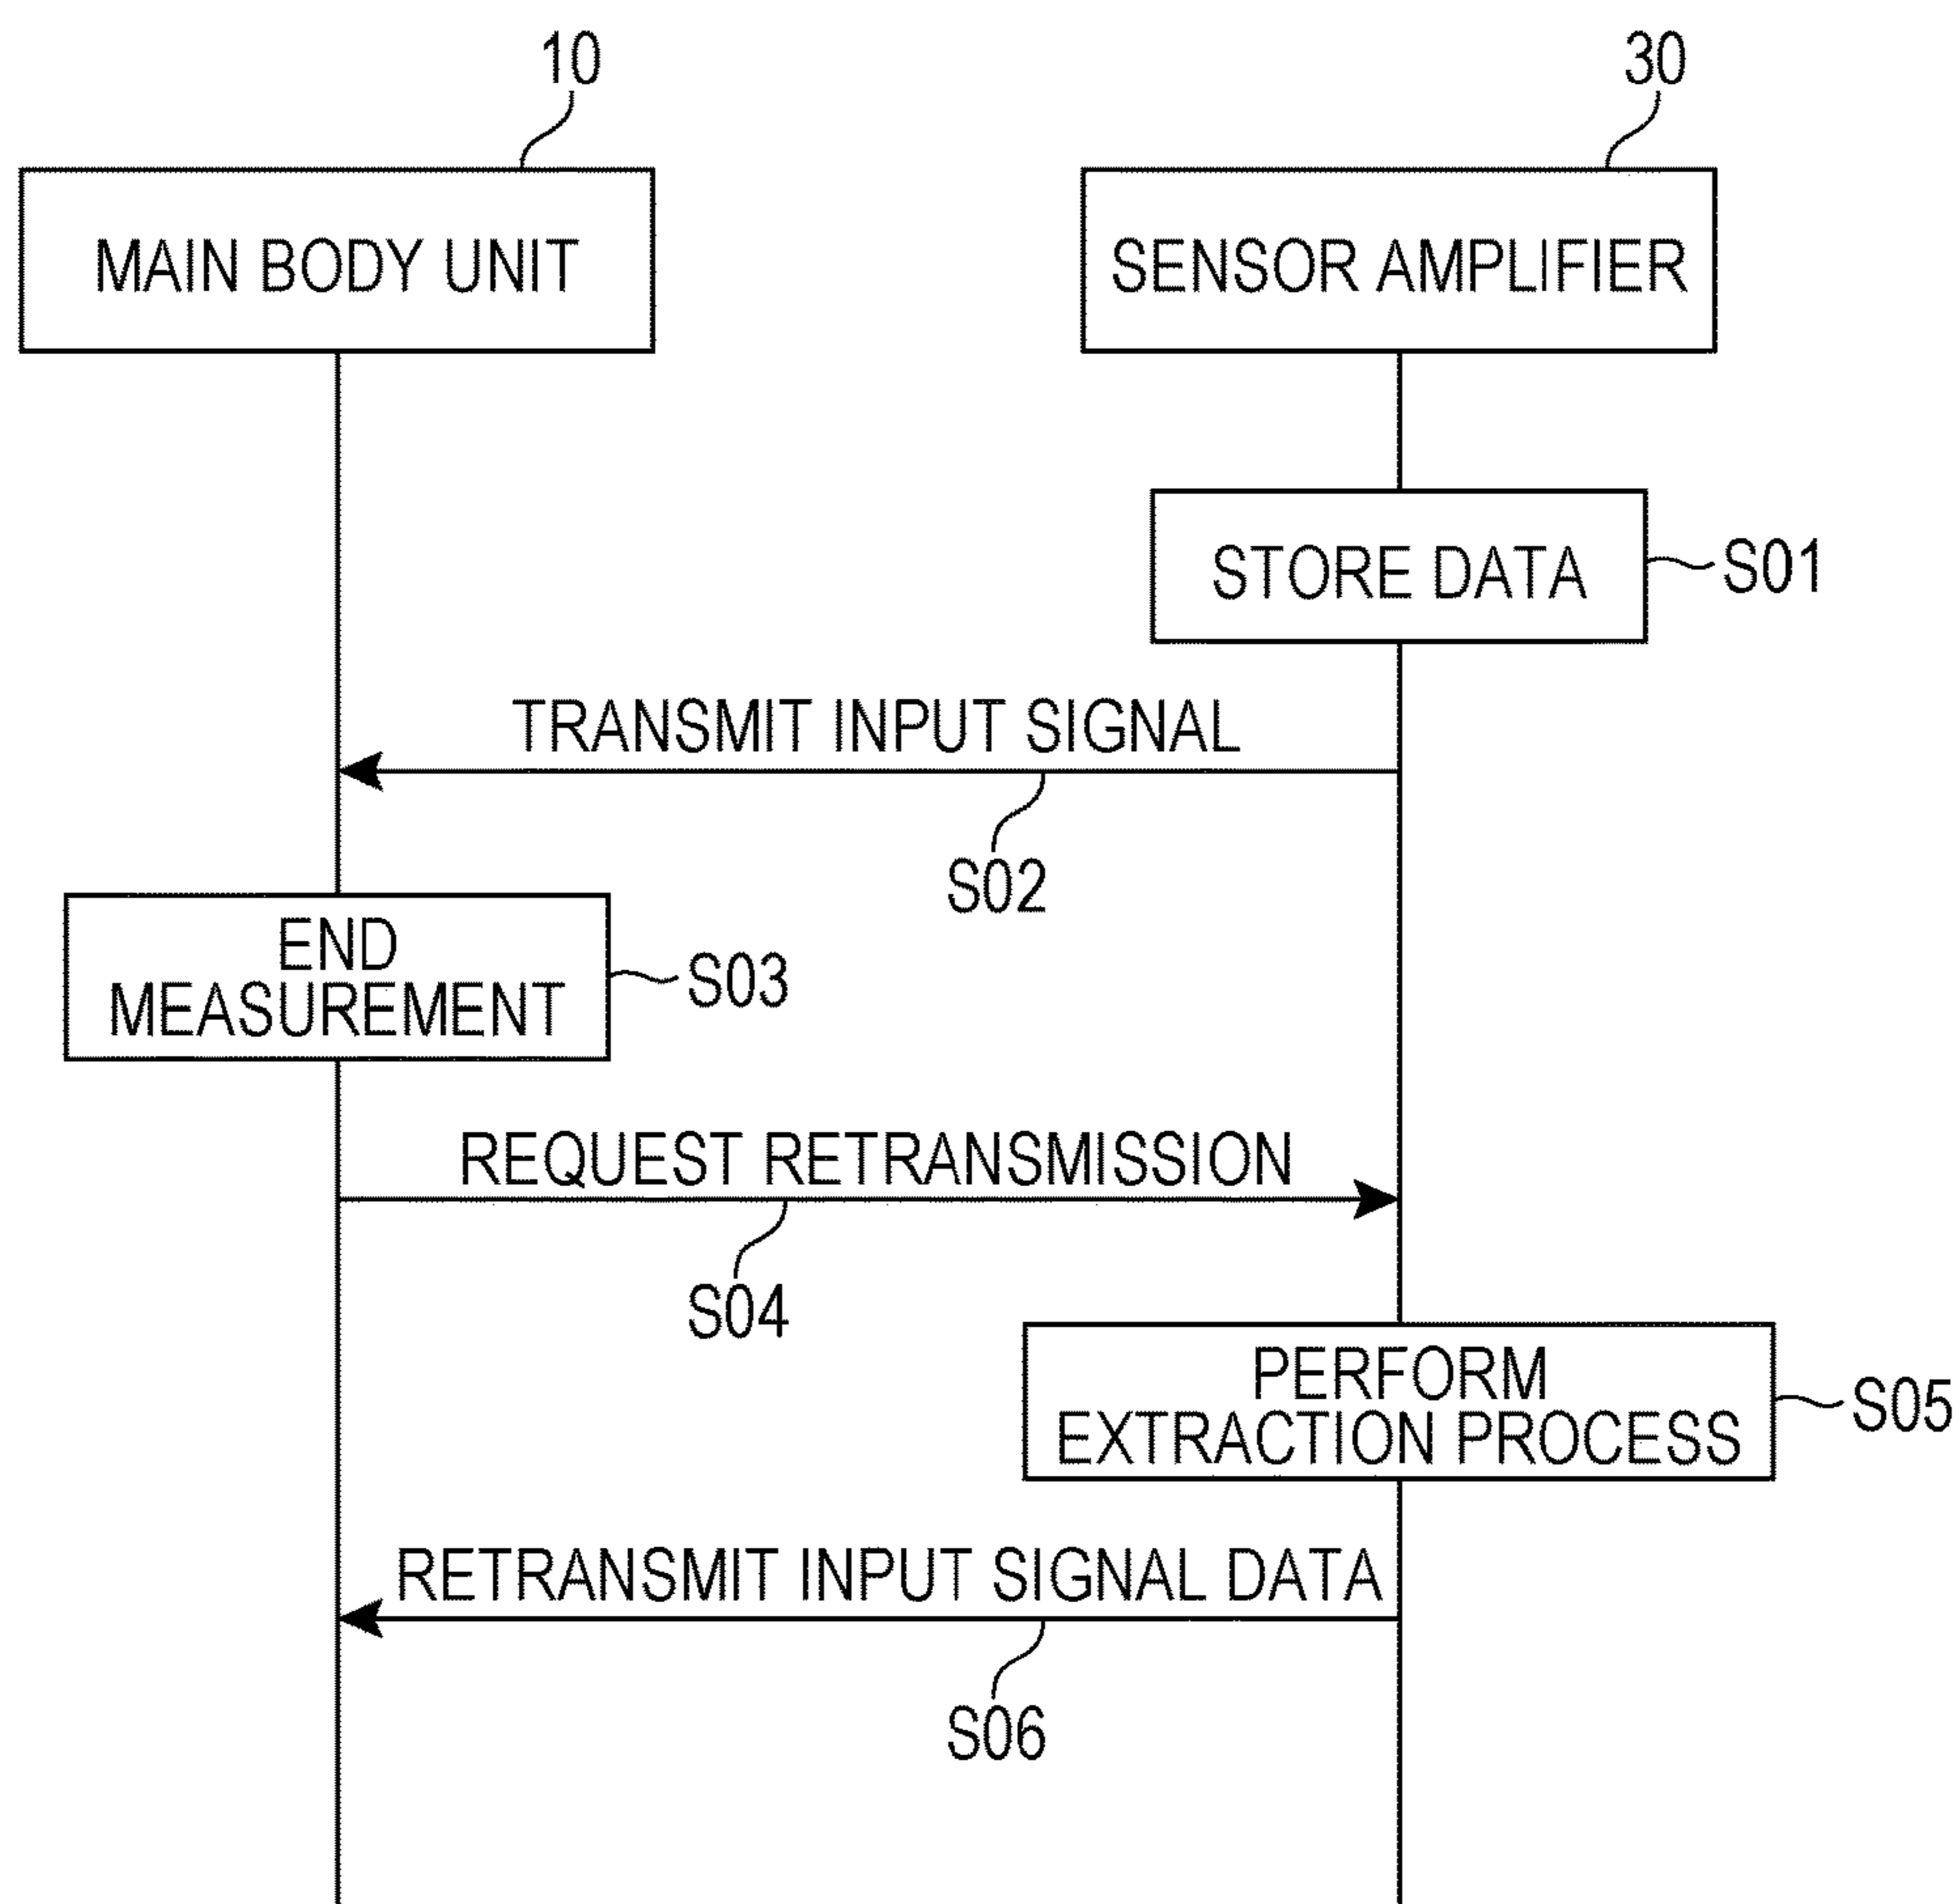 10
30
MAIN BODY UNIT
SENSOR AMPLIFIER
STORE DATA
S01
TRANSMIT INPUT SIGNAL
S02
END
MEASUREMENT
S03
REQUEST RETRANSMISSION
S04
PERFORM
EXTRACTION PROCESS
S05
RETRANSMIT INPUT SIGNAL DATA
S06